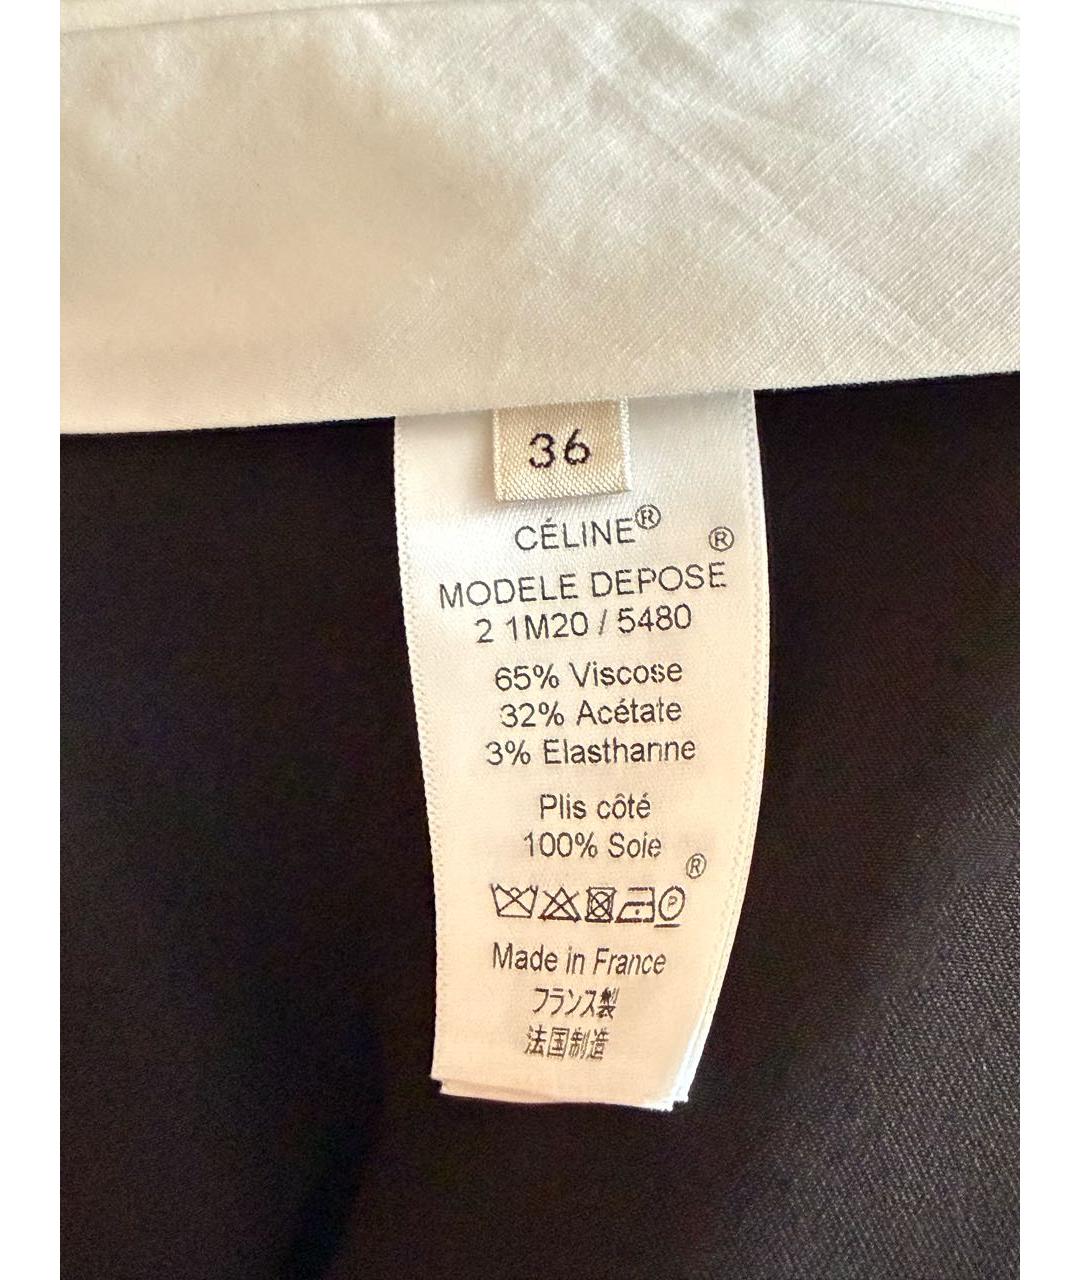 36
CÉLINE®
®
MODELE DEPOSE
2 1M20 / 5480
65% Viscose
32% Acétate
3% Elasthanne
Plis côté
100% Soie
®
P
Made in France
フランス製
法国制造